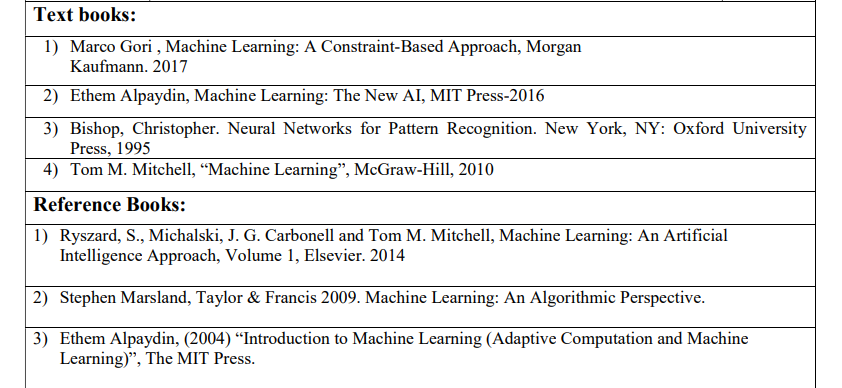 Text books:
1) Marco Gori , Machine Learning: A Constraint-Based Approach, Morgan
Kaufmann. 2017
2) Ethem Alpaydin, Machine Learning: The New AI, MIT Press-2016
3) Bishop, Christopher. Neural Networks for Pattern Recognition. New York, NY: Oxford University
Press, 1995
4) Tom M. Mitchell, “Machine Learning”, McGraw-Hill, 2010
Reference Books:
1) Ryszard, S., Michalski, J. G. Carbonell and Tom M. Mitchell, Machine Learning: An Artificial
Intelligence Approach, Volume 1, Elsevier. 2014
2) Stephen Marsland, Taylor & Francis 2009. Machine Learning: An Algorithmic Perspective.
3) Ethem Alpaydin, (2004) “Introduction to Machine Learning (Adaptive Computation and Machine
Learning)”, The MIT Press.